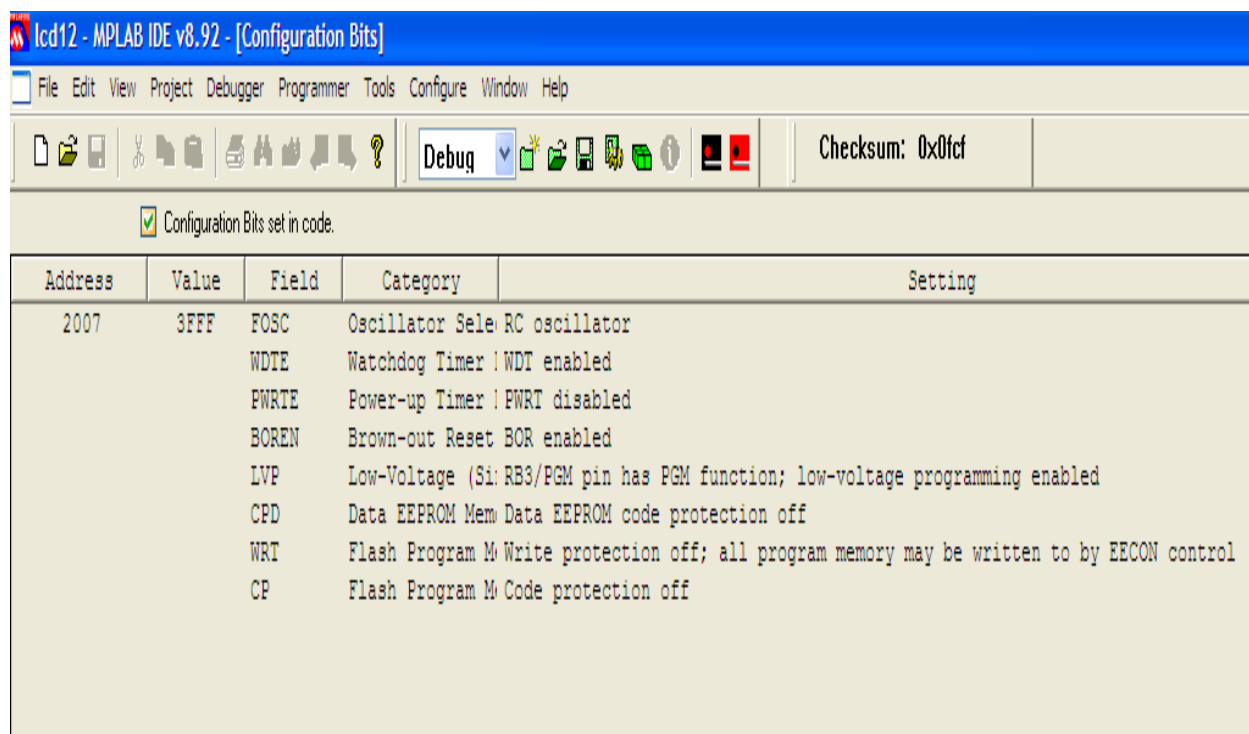 lcd12 - MPLAB IDE v8.92 - [Configuration Bits]
File Edit View Project Debugger Programmer Tools Configure Window Help
Debug Checksum: 0x0fcf
Configuration Bits set in code.
Address Value Field Category Setting
2007 3FFF FOSC Oscillator Sele RC oscillator
WDTE Watchdog Timer WDT enabled
PWRTE Power-up Timer PWRT disabled
BOREN Brown-out Reset BOR enabled
LVP Low-Voltage (Si RB3/PGM pin has PGM function; low-voltage programming enabled
CPD Data EEPROM Mem Data EEPROM code protection off
WRT Flash Program M Write protection off; all program memory may be written to by EECON control
CP Flash Program M Code protection off